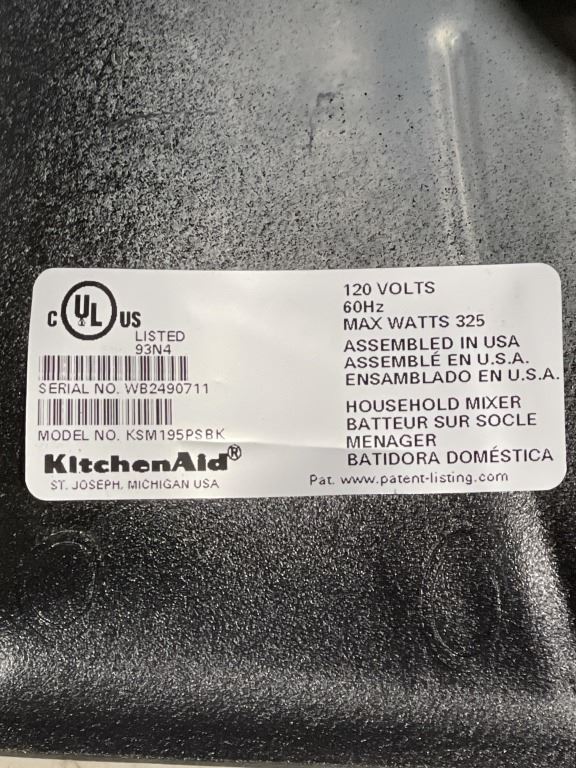 C UL US
LISTED
93N4
SERIAL NO. WB2490711
MODEL NO. KSM195PSBK
KitchenAid®
ST. JOSEPH, MICHIGAN USA
120 VOLTS
60Hz
MAX WATTS 325
ASSEMBLED IN USA
ASSEMBLÉ EN U.S.A.
ENSAMBLADO EN U.S.A.
HOUSEHOLD MIXER
BATTEUR SUR SOCLE
MENAGER
BATIDORA DOMÉSTICA
Pat. www.patent-listing.com